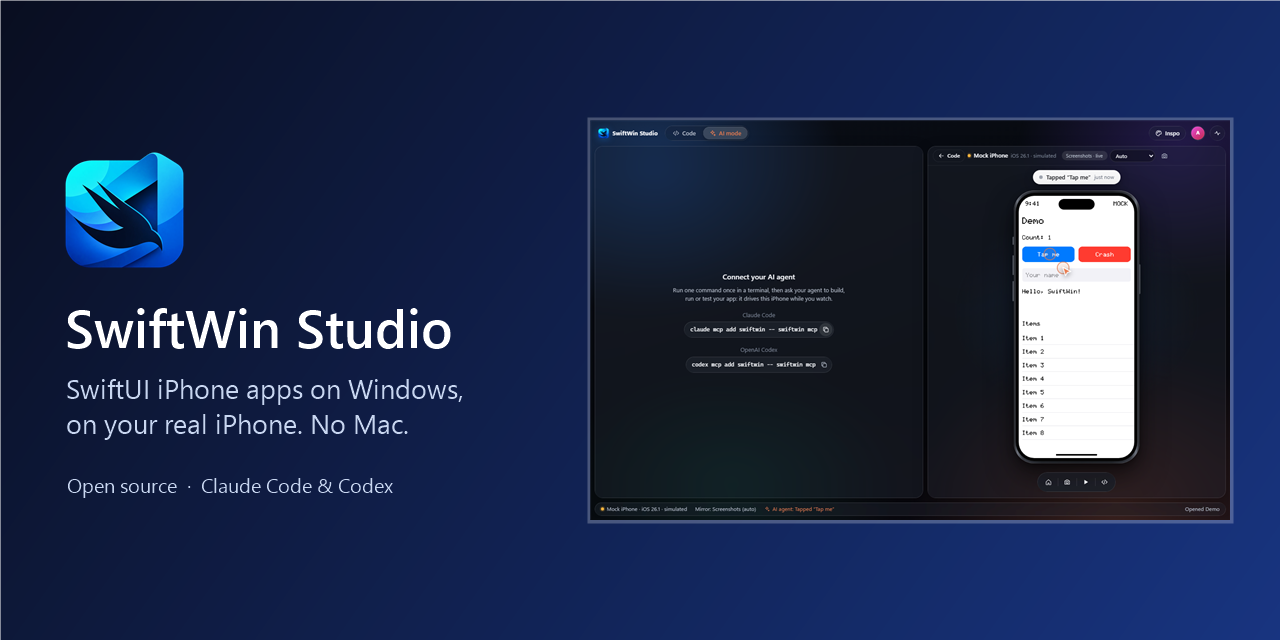 SwiftWin Studio
SwiftUI iPhone apps on Windows,
on your real iPhone. No Mac.
Open source · Claude Code & Codex
SwiftWin Studio
Code
AI mode
Inspo
A
Connect your AI agent
Run one command once in a terminal, then ask your agent to build,
run or test your app: it drives this iPhone while you watch.
Claude Code
claude mcp add swiftwin -- swiftwin mcp
OpenAI Codex
codex mcp add swiftwin -- swiftwin mcp
Code
Mock iPhone iOS 26.1 · simulated
Screenshots · live
Auto
Tapped "Tap me" just now
9:41
MOCK
Demo
Count: 1
Tap me
Crash
Your name
Hello, SwiftWin!
Items
Item 1
Item 2
Item 3
Item 4
Item 5
Item 6
Item 7
Item 8
Mock iPhone · iOS 26.1 · simulated
Mirror: Screenshots (auto)
AI agent: Tapped "Tap me"
Opened Demo